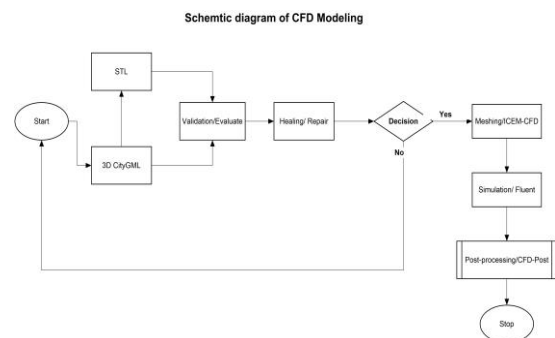 Schemtic diagram of CFD Modeling
STL
Start
Validation/Evaluate
Healing/ Repair
Decision
Yes
Meshing/ICEM-CFD
No
3D CityGML
Simulation/ Fluent
Post-processing/CFD-Post
Stop